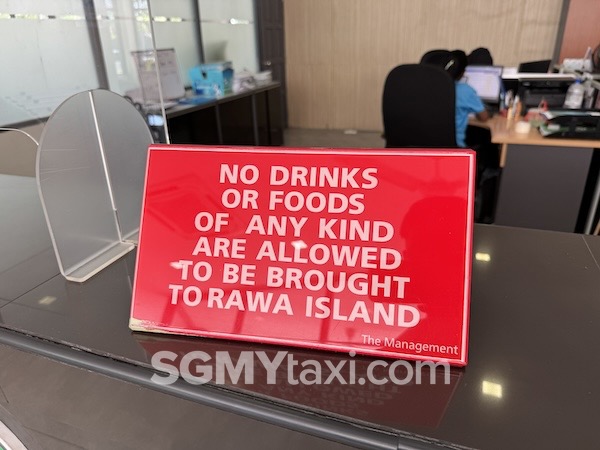 NO DRINKS
OR FOODS
OF ANY KIND
ARE ALLOWED
TO BE BROUGHT
TO RAWA ISLAND
The Management
SGMYtaxi.com